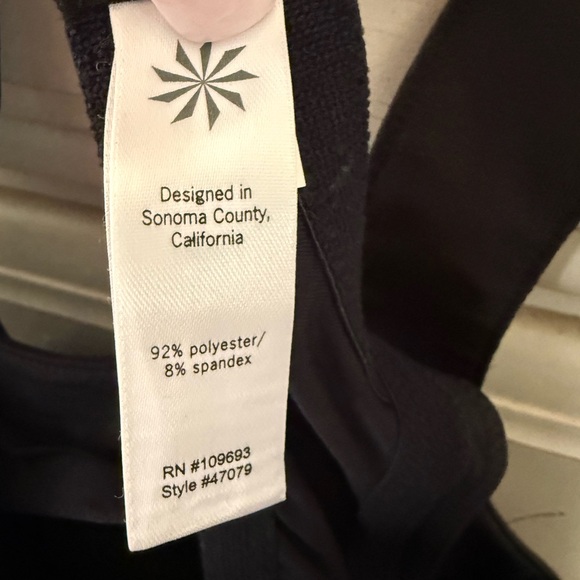 Designed in
Sonoma County,
California
92% polyester/
8% spandex
RN #109693
Style #47079